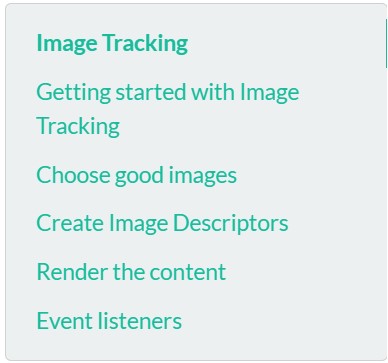 Image Tracking
Getting started with Image
Tracking
Choose good images
Create Image Descriptors
Render the content
Event listeners